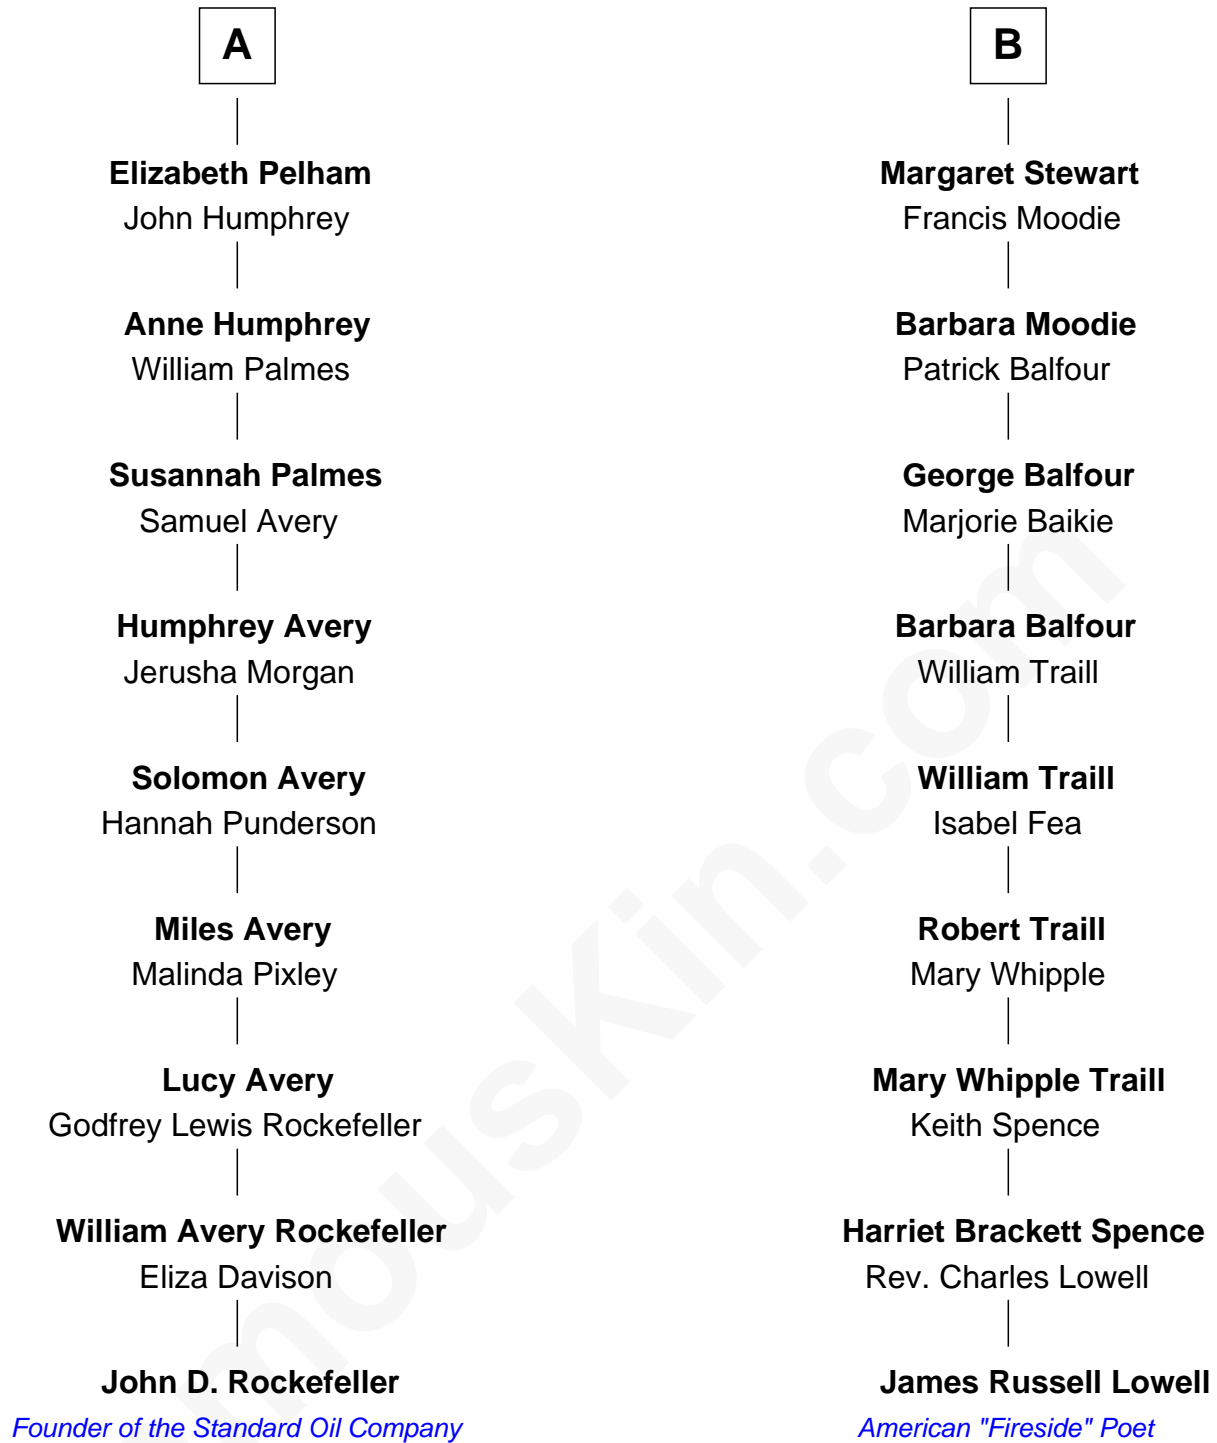 A
Elizabeth Pelham
John Humphrey
Anne Humphrey
William Palmes
Susannah Palmes
Samuel Avery
Humphrey Avery
Jerusha Morgan
Solomon Avery
Hannah Punderson
Miles Avery
Malinda Pixley
Lucy Avery
Godfrey Lewis Rockefeller
William Avery Rockefeller
Eliza Davison
John D. Rockefeller
Founder of the Standard Oil Company
B
Margaret Stewart
Francis Moodie
Barbara Moodie
Patrick Balfour
George Balfour
Marjorie Baikie
Barbara Balfour
William Traill
William Traill
Isabel Fea
Robert Traill
Mary Whipple
Mary Whipple Traill
Keith Spence
Harriet Brackett Spence
Rev. Charles Lowell
James Russell Lowell
American "Fireside" Poet
mousKin.com